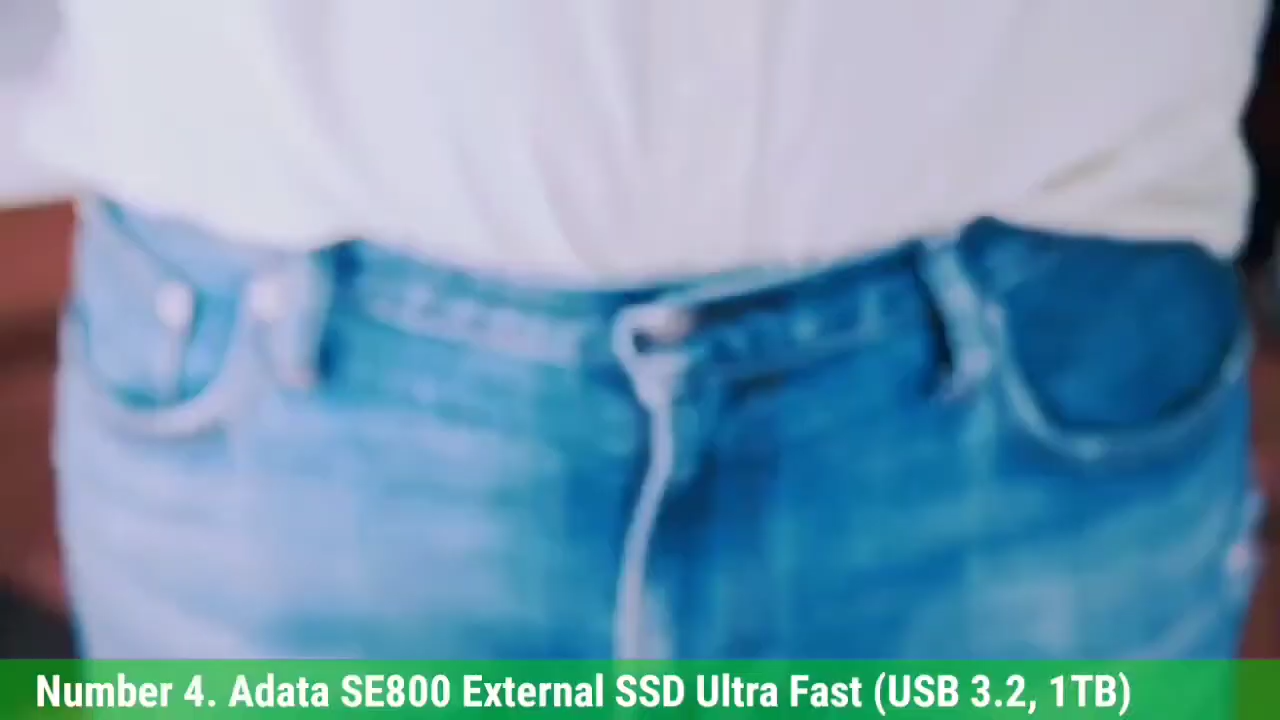 Number 4. Adata SE800 External SSD Ultra Fast (USB 3.2, 1TB)